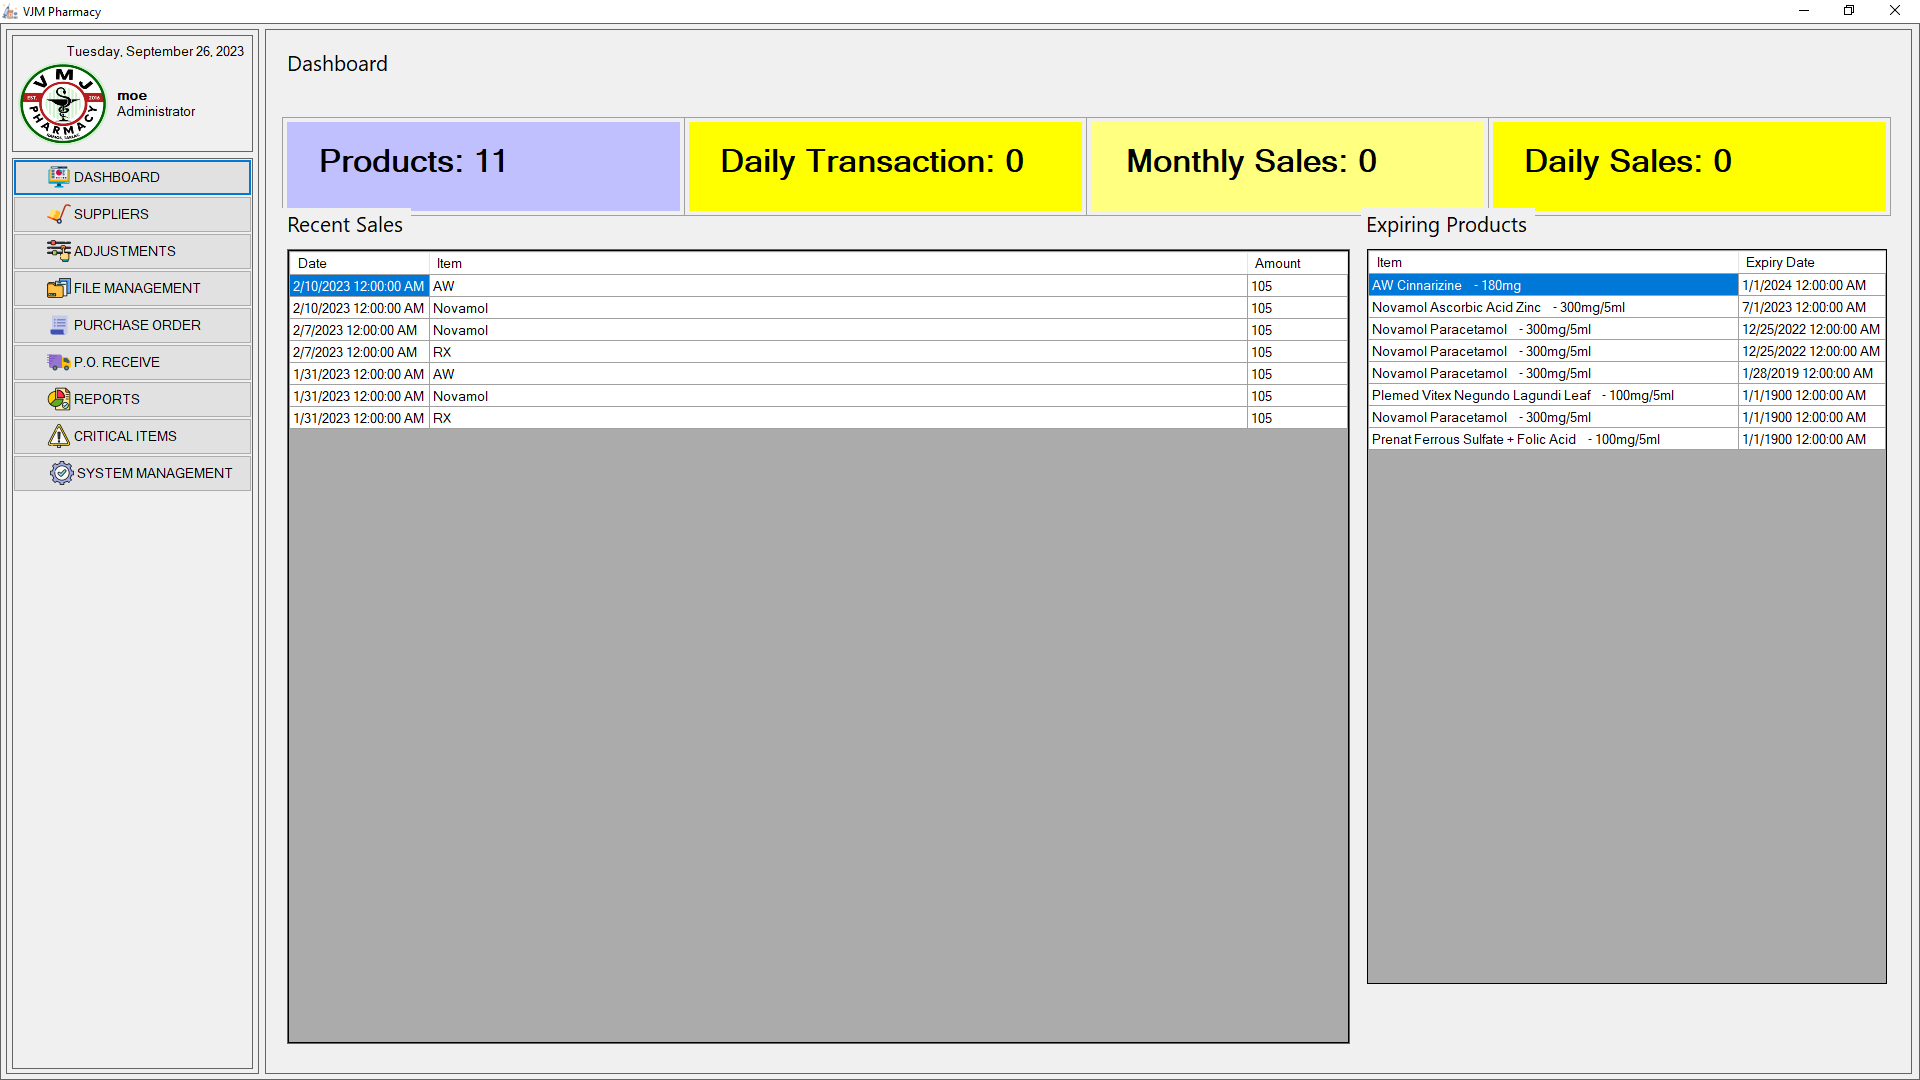 VJM Pharmacy
Tuesday, September 26, 2023
VMJ
EST. 2016
PHARMACY
moe
Administrator
DASHBOARD
SUPPLIERS
ADJUSTMENTS
FILE MANAGEMENT
PURCHASE ORDER
P.O. RECEIVE
REPORTS
CRITICAL ITEMS
SYSTEM MANAGEMENT
Dashboard
Products: 11
Daily Transaction: 0
Monthly Sales: 0
Daily Sales: 0
Recent Sales
Date Item Amount
2/10/2023 12:00:00 AM AW 105
2/10/2023 12:00:00 AM Novamol 105
2/7/2023 12:00:00 AM Novamol 105
2/7/2023 12:00:00 AM RX 105
1/31/2023 12:00:00 AM AW 105
1/31/2023 12:00:00 AM Novamol 105
1/31/2023 12:00:00 AM RX 105
Expiring Products
Item Expiry Date
AW Cinnarizine - 180mg 1/1/2024 12:00:00 AM
Novamol Ascorbic Acid Zinc - 300mg/5ml 7/1/2023 12:00:00 AM
Novamol Paracetamol - 300mg/5ml 12/25/2022 12:00:00 AM
Novamol Paracetamol - 300mg/5ml 12/25/2022 12:00:00 AM
Novamol Paracetamol - 300mg/5ml 1/28/2019 12:00:00 AM
Plemed Vitex Negundo Lagundi Leaf - 100mg/5ml 1/1/1900 12:00:00 AM
Novamol Paracetamol - 300mg/5ml 1/1/1900 12:00:00 AM
Prenat Ferrous Sulfate + Folic Acid - 100mg/5ml 1/1/1900 12:00:00 AM